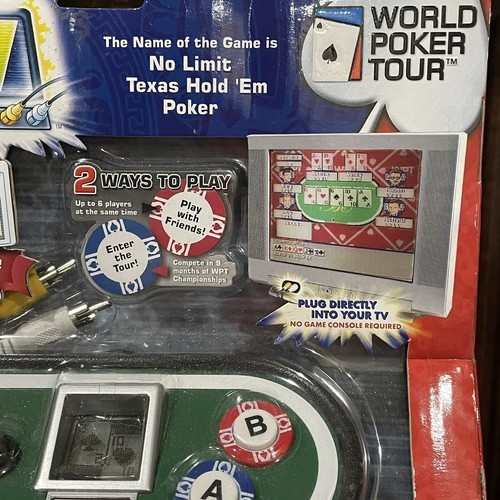 The Name of the Game is
No Limit
Texas Hold 'Em
Poker
WORLD
POKER
TOUR™
2 WAYS TO PLAY
Up to 6 players
at the same time
Play
with
Friends!
Enter
the
Tour!
Compete in 9
months of WPT
Championships
PLUG DIRECTLY
INTO YOUR TV
NO GAME CONSOLE REQUIRED
B
A